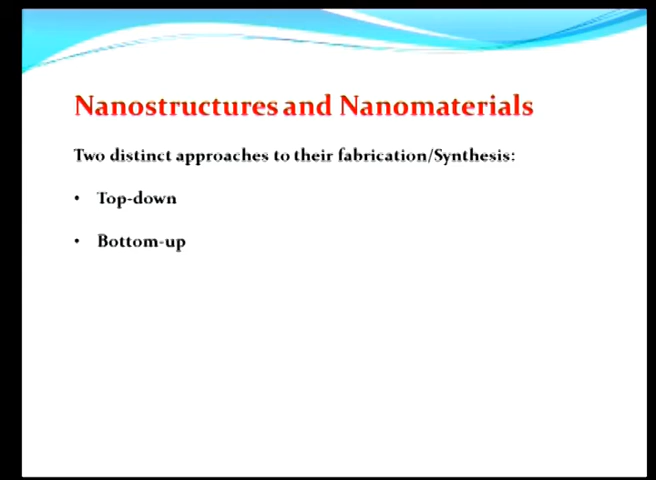 Nanostructures and Nanomaterials
Two distinct approaches to their fabrication/Synthesis:
• Top-down
• Bottom-up